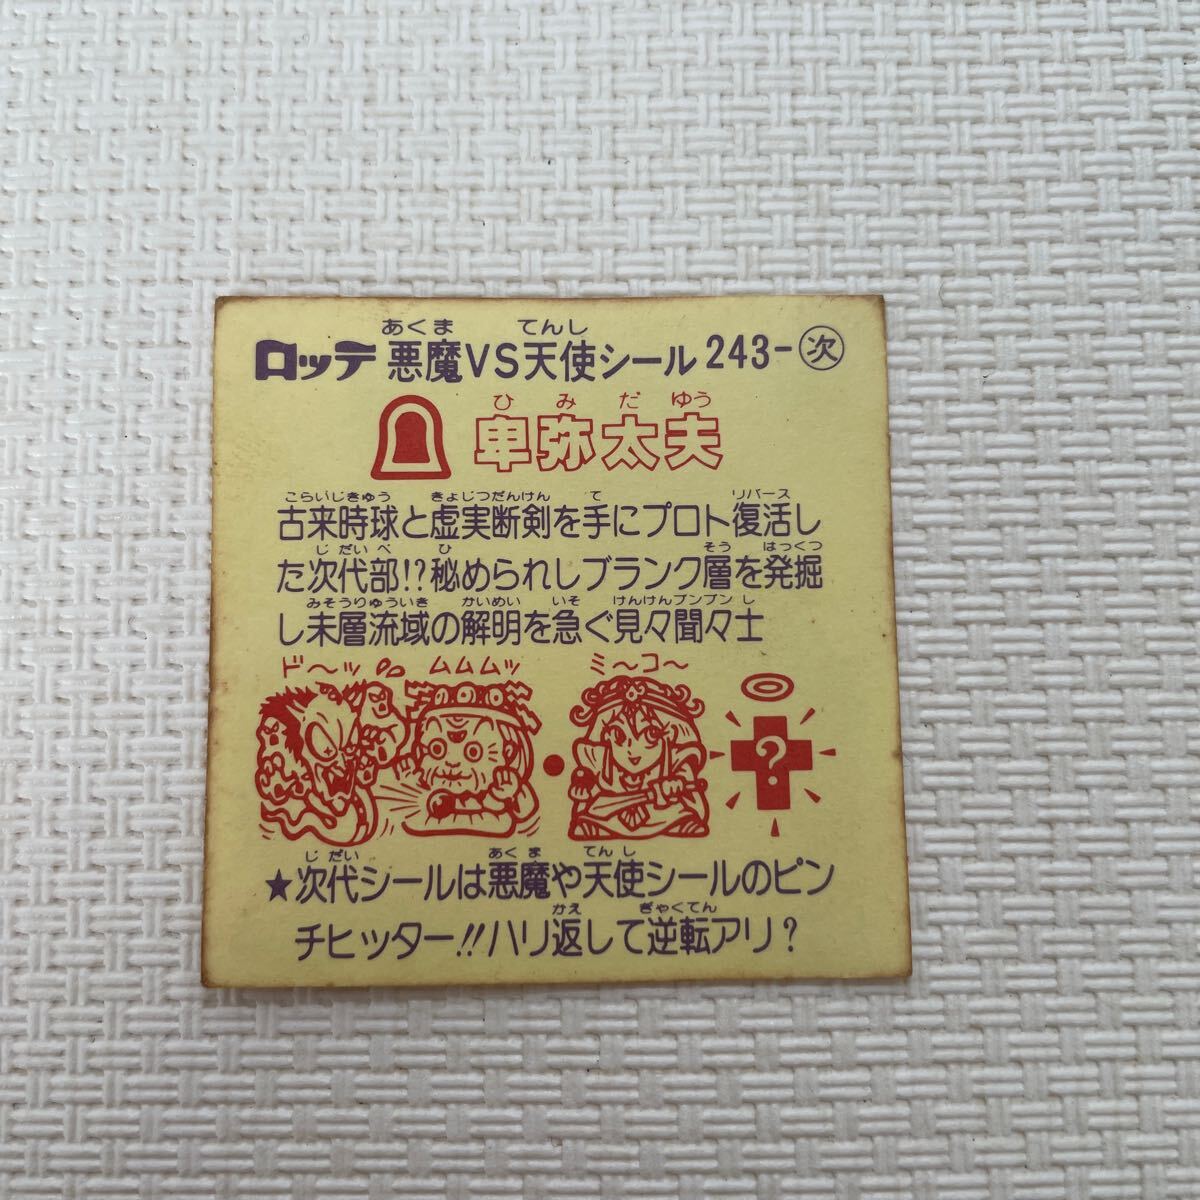 あくま てんし
ロッテ 悪魔VS天使シール 243-次
ひみだゆう
卑弥太夫
こらいじきゅう きょじつだんけん て リバース
古来時球と虚実断剣を手にプロト復活し
じだいべ ひ そう はっくつ
た次代部!?秘められしブランク層を発掘
みそうりゅういき かいめい いそ けんけんブンブンし
し未層流域の解明を急ぐ見々聞々士
ド〜ッ ムムムッ ミ〜コ〜
?
じだい あくま てんし
★次代シールは悪魔や天使シールのピン
かえ ぎゃくてん
チヒッター!!ハリ返して逆転アリ?